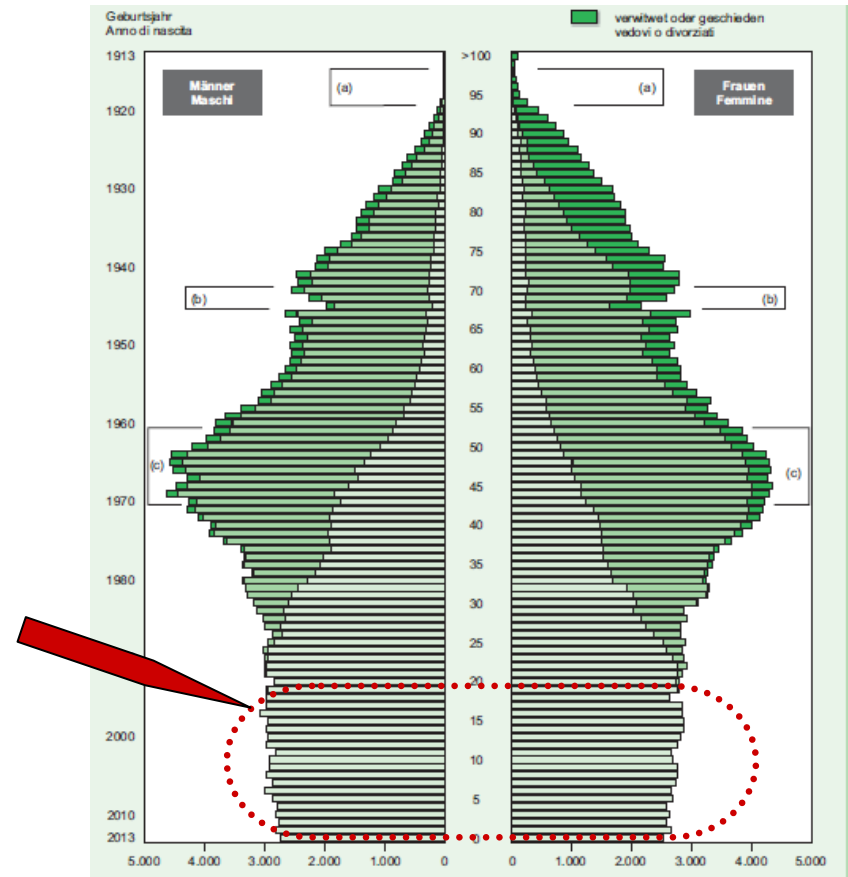 Geburtsjahr
Anno di nascita
verwitwet oder geschieden
vedovi o divorziati
Männer
Maschi
Frauen
Femmine
(a)
(a)
(b)
(b)
(c)
(c)
1913
1920
1930
1940
1950
1960
1970
1980
2000
2010
2013
>100
95
90
85
80
75
70
65
60
55
50
45
40
35
30
25
20
15
10
5
0
5.000 4.000 3.000 2.000 1.000 0 0 1.000 2.000 3.000 4.000 5.000